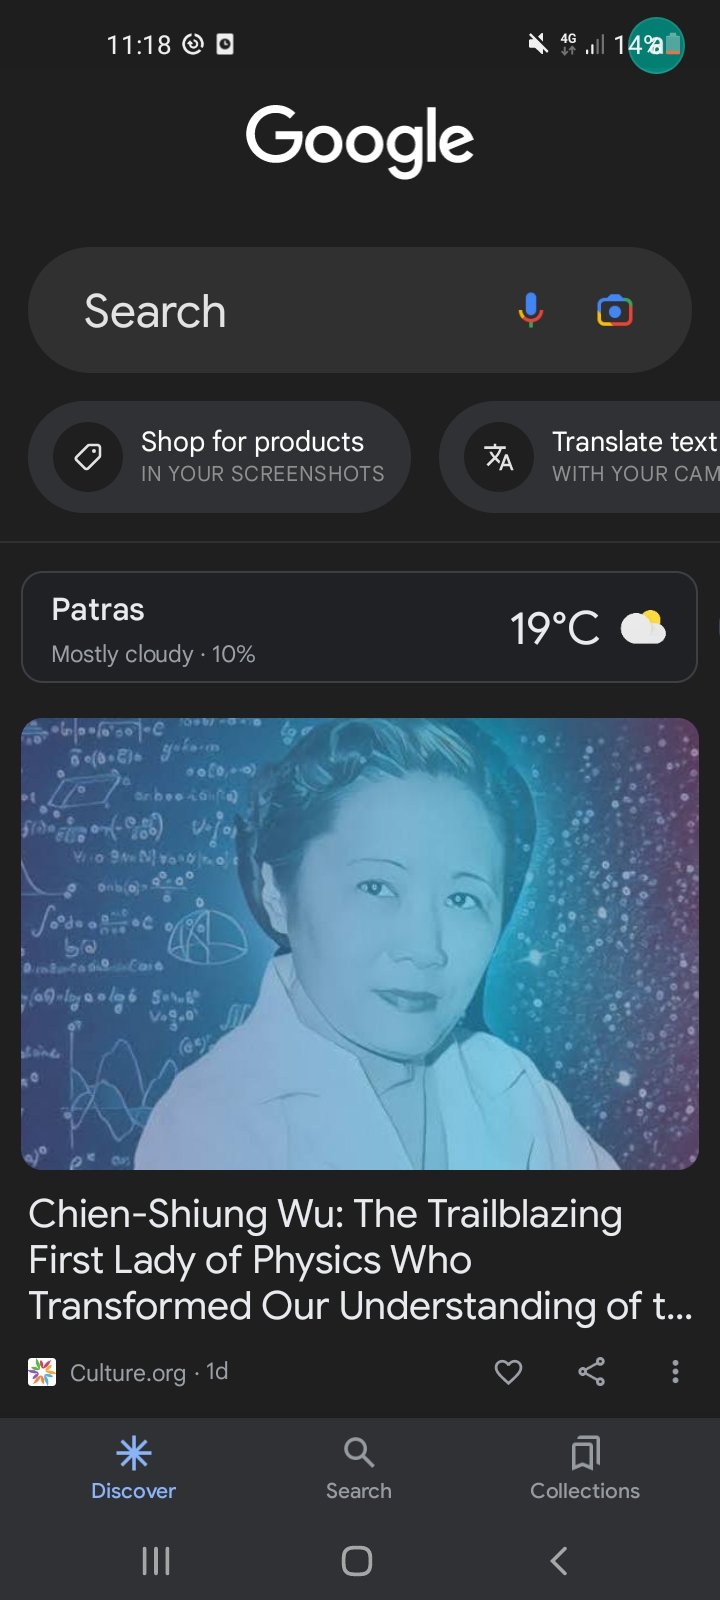 11:18
4G
14%
a
Google
Search
Shop for products
IN YOUR SCREENSHOTS
Translate text
WITH YOUR CAM
Patras
Mostly cloudy · 10%
19°C
Chien-Shiung Wu: The Trailblazing
First Lady of Physics Who
Transformed Our Understanding of t...
Culture.org · 1d
Discover
Search
Collections